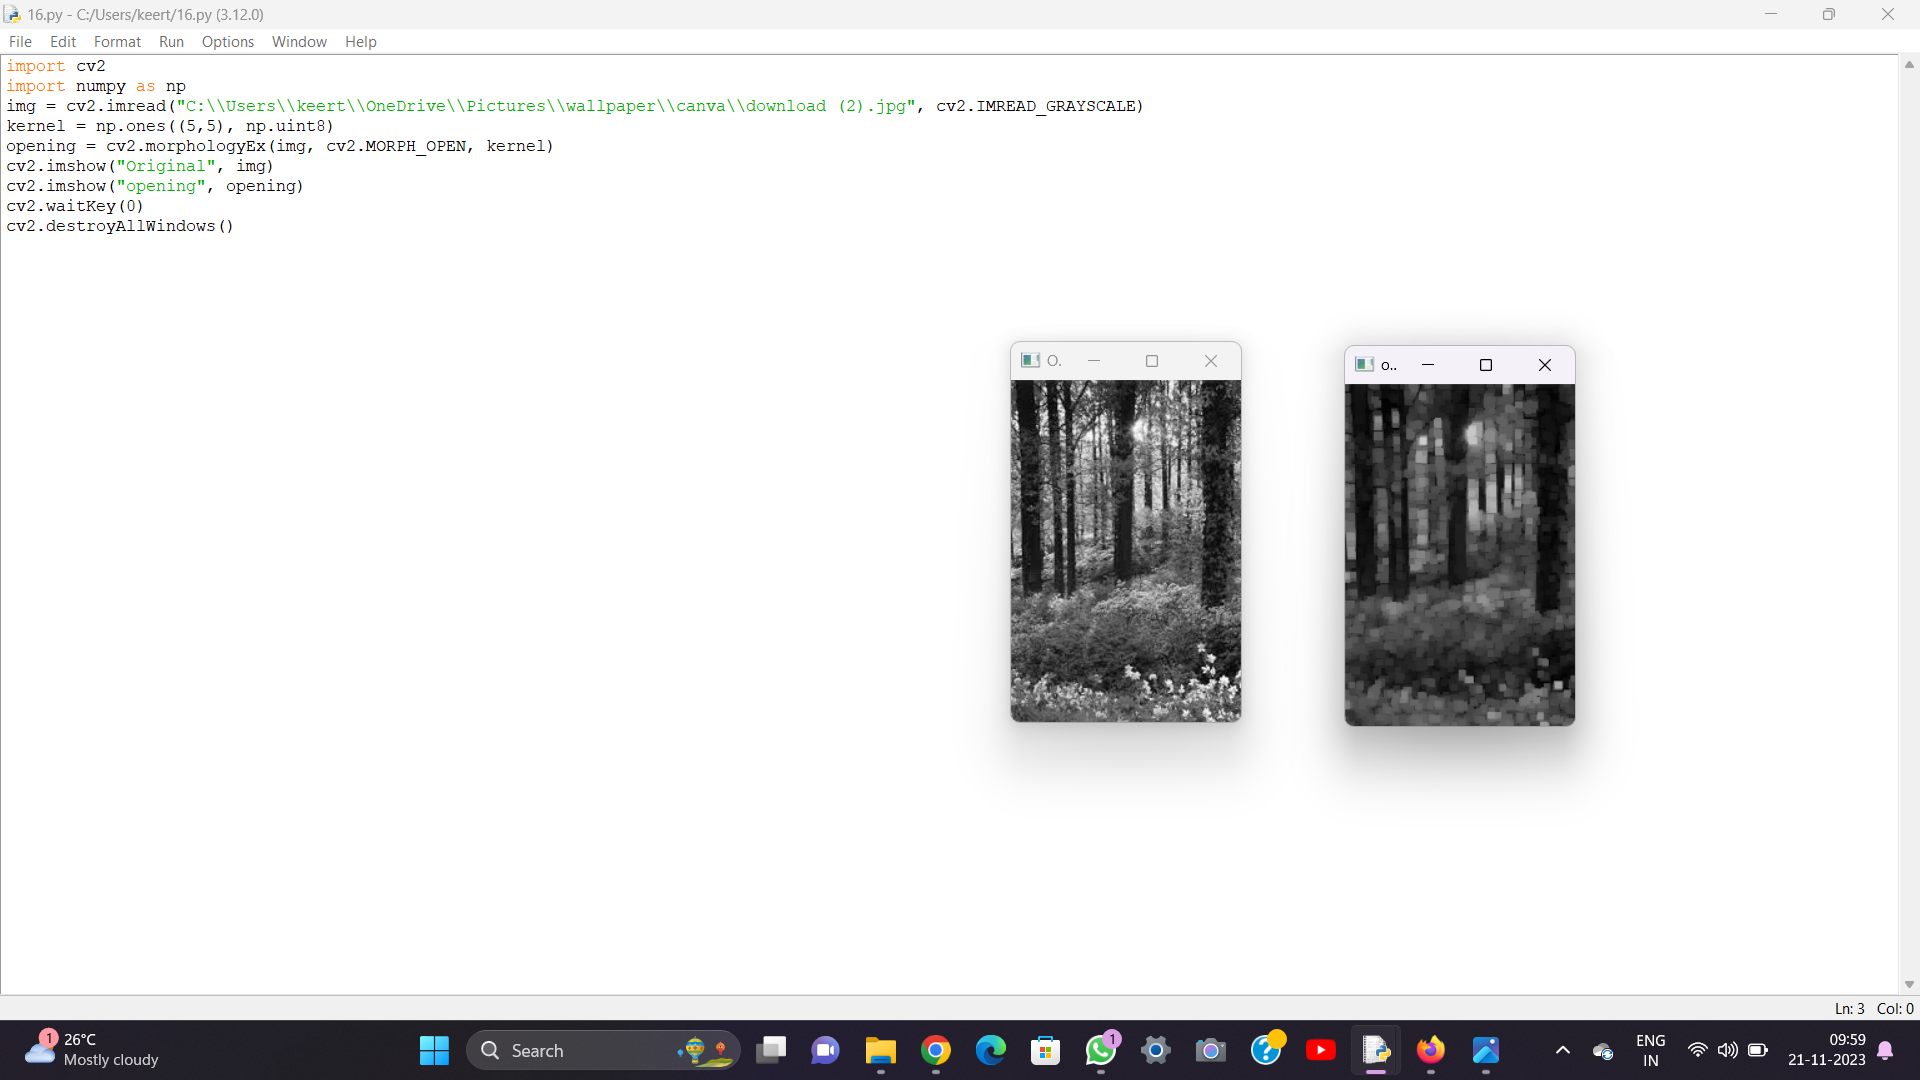 16.py - C:/Users/keert/16.py (3.12.0)
File Edit Format Run Options Window Help
import cv2
import numpy as np
img = cv2.imread("C:\\Users\\keert\\OneDrive\\Pictures\\wallpaper\\canva\\download (2).jpg", cv2.IMREAD_GRAYSCALE)
kernel = np.ones((5,5), np.uint8)
opening = cv2.morphologyEx(img, cv2.MORPH_OPEN, kernel)
cv2.imshow("Original", img)
cv2.imshow("opening", opening)
cv2.waitKey(0)
cv2.destroyAllWindows()
O.
o..
Ln: 3 Col: 0
1
26°C
Mostly cloudy
Search
1
ENG
IN
09:59
21-11-2023